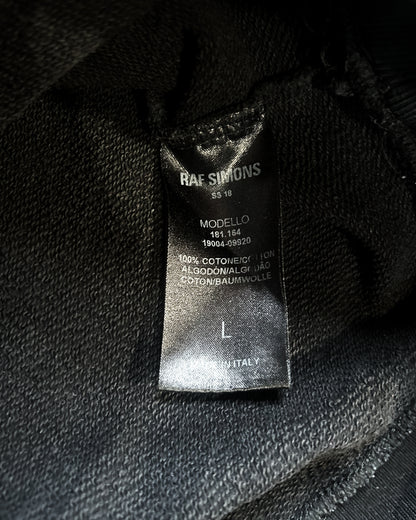 RAF SIMONS
SS 18
MODELLO
181.164
19004-09920
100% COTONE/COTTON
ALGODÓN/ALGODÃO
COTON/BAUMWOLLE
L
IN ITALY